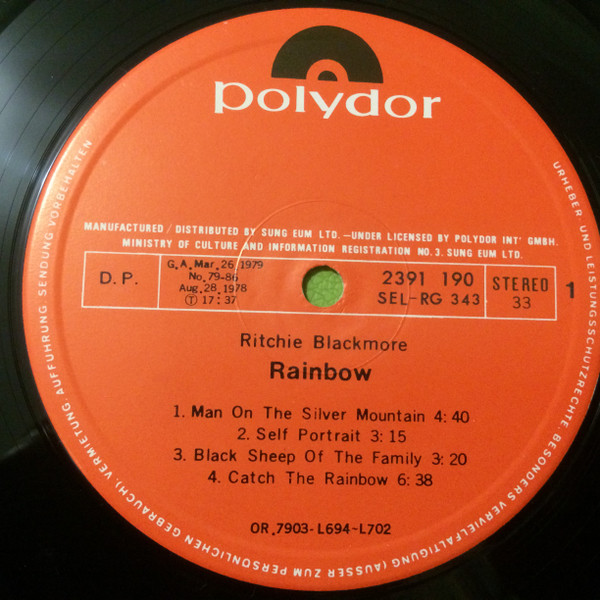 polydor
MANUFACTURED / DISTRIBUTED BY SUNG EUM LTD. —UNDER LICENSED BY POLYDOR INT' GMBH.
MINISTRY OF CULTURE AND INFORMATION REGISTRATION NO. 3. SUNG EUM LTD.
D.P.
G.A. Mar. 26 1979
No. 79-86
Aug. 28, 1978
Ⓣ 17:37
2391 190
SEL-RG 343
STEREO
33
1
Ritchie Blackmore
Rainbow
1. Man On The Silver Mountain 4:40
2. Self Portrait 3:15
3. Black Sheep Of The Family 3:20
4. Catch The Rainbow 6:38
OR.7903-L694~L702
URHEBER- UND LEISTUNGSSCHUTZRECHTE, BESONDERS VERVIELFÄLTIGUNG (AUSSER ZUM PERSÖNLICHEN GEBRAUCH), VERMIETUNG, AUFFÜHRUNG, SENDUNG VORBEHALTEN